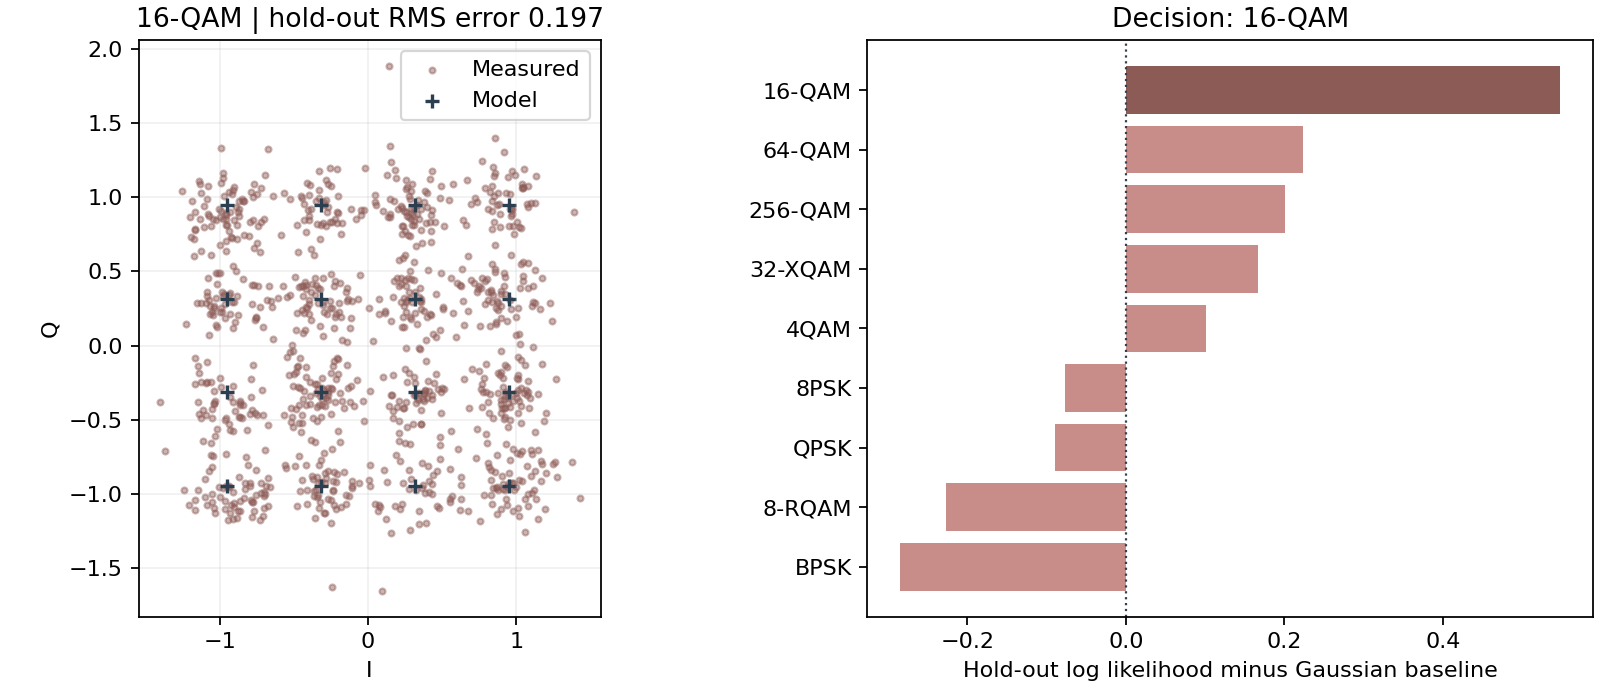 16-QAM | hold-out RMS error 0.197
Measured
Model
2.0
1.5
1.0
0.5
0.0
−0.5
−1.0
−1.5
Q
−1
0
1
I
Decision: 16-QAM
16-QAM
64-QAM
256-QAM
32-XQAM
4QAM
8PSK
QPSK
8-RQAM
BPSK
−0.2
0.0
0.2
0.4
Hold-out log likelihood minus Gaussian baseline